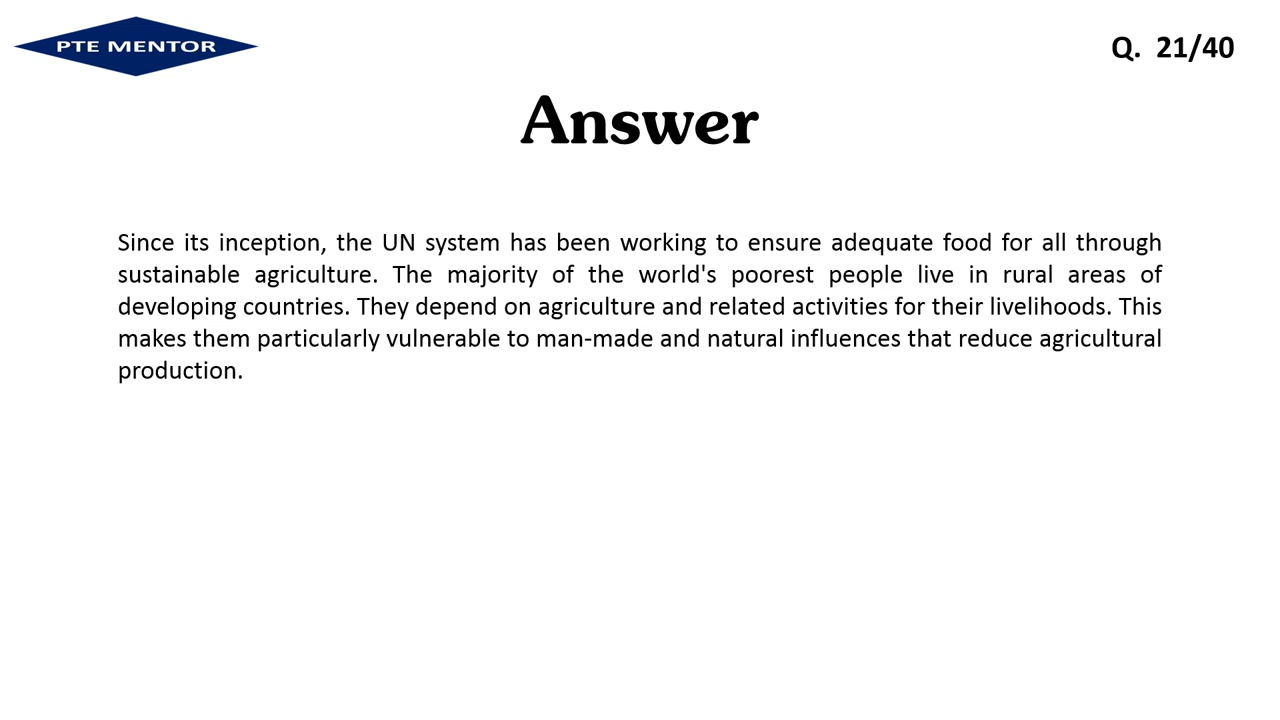 PTE MENTOR
Q. 21/40
Answer
Since its inception, the UN system has been working to ensure adequate food for all through
sustainable agriculture. The majority of the world's poorest people live in rural areas of
developing countries. They depend on agriculture and related activities for their livelihoods. This
makes them particularly vulnerable to man-made and natural influences that reduce agricultural
production.